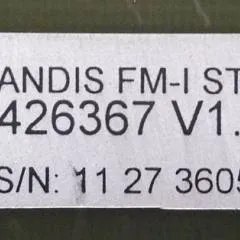 ANDIS FM-I ST
426367 V1.
S/N: 11 27 3605